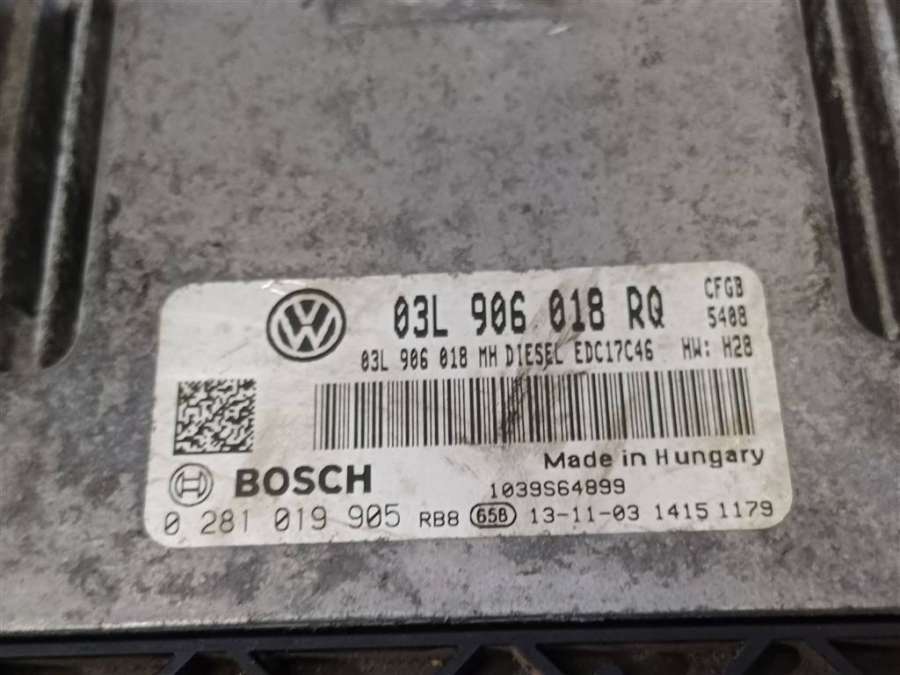 03L 906 018 RQ CFGB
5408
03L 906 018 MH DIESEL EDC17C46 HW: H28
Made in Hungary
BOSCH 1039S64899
0 281 019 905 RB8 65B 13-11-03 1415 1179